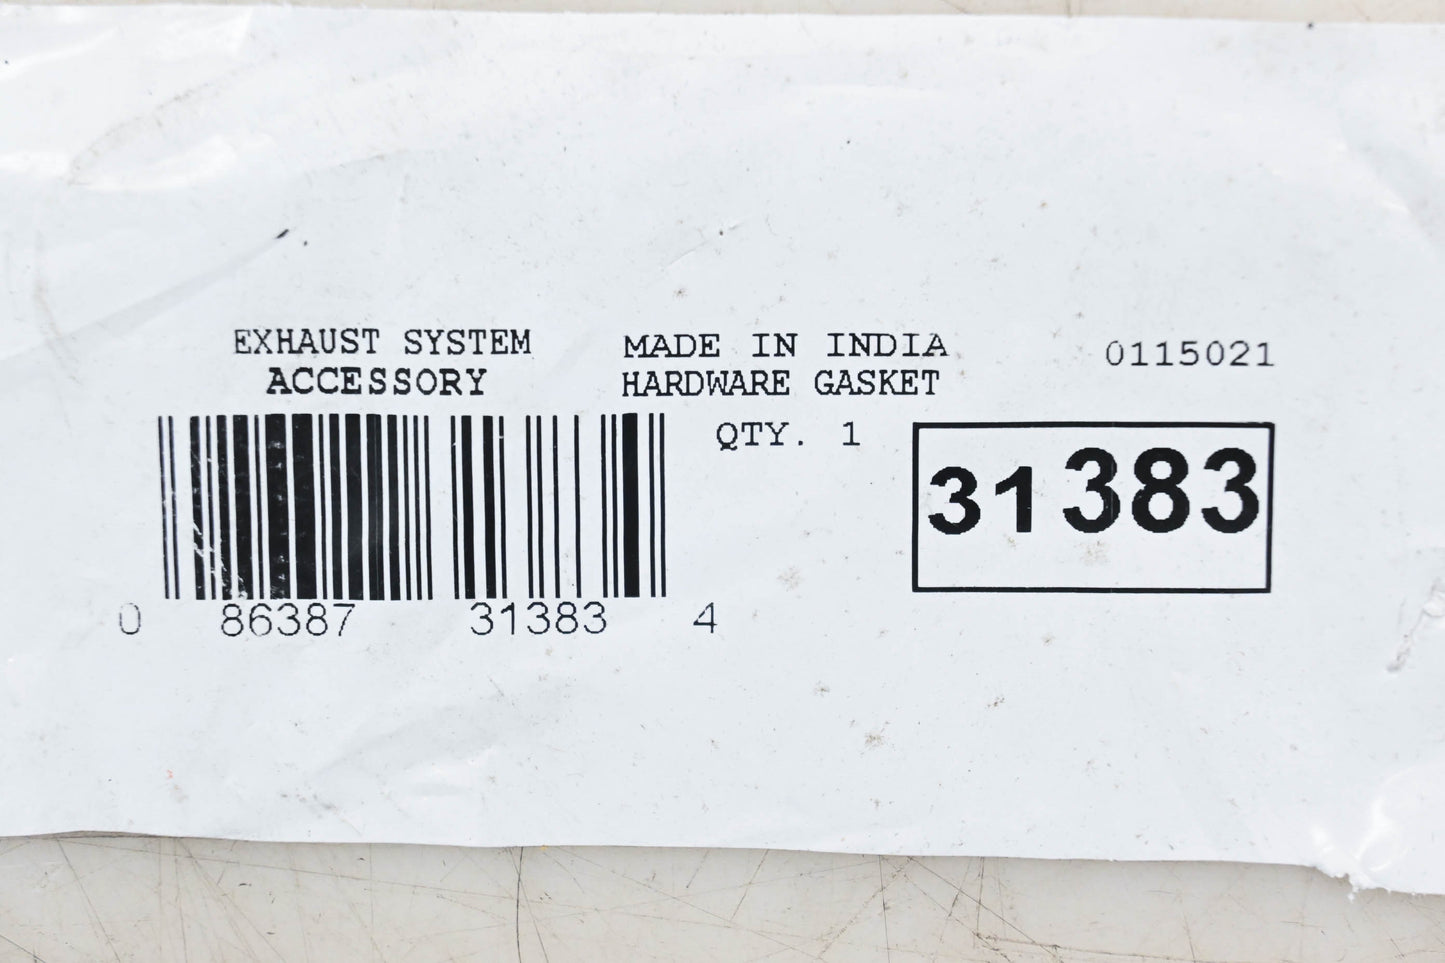 EXHAUST SYSTEM
ACCESSORY
0 86387 31383 4
MADE IN INDIA
HARDWARE GASKET
QTY. 1
0115021
31383